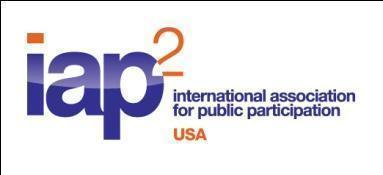 iap2
international association
for public participation
USA